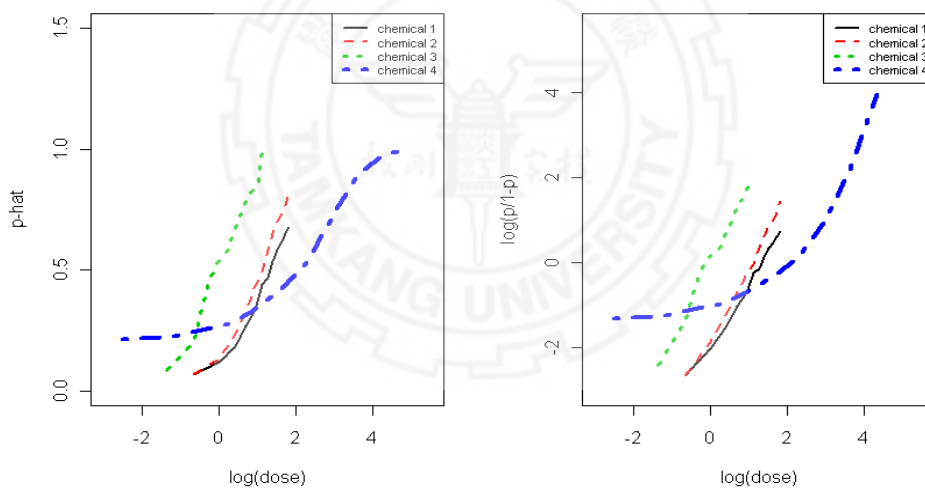 1.5
1.0
0.5
0.0
p-hat
-2
0
2
4
log(dose)
chemical 1
chemical 2
chemical 3
chemical 4
4
2
0
-2
log(p/1-p)
-2
0
2
4
log(dose)
chemical 1
chemical 2
chemical 3
chemical 4
TAMKANG UNIVERSITY